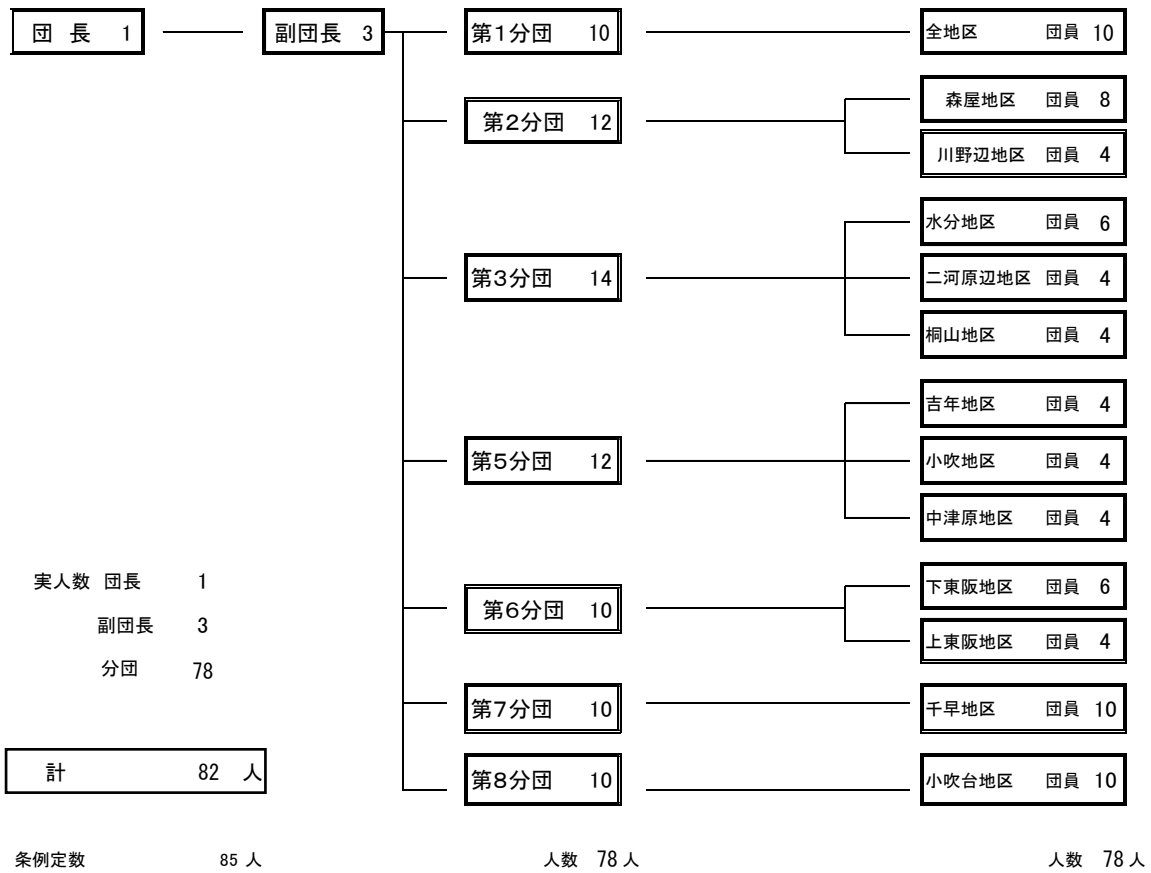 団 長 1 副団長 3 第1分団 10 全地区 団員 10
第2分団 12
森屋地区 団員 8
川野辺地区 団員 4
第3分団 14
水分地区 団員 6
二河原辺地区 団員 4
桐山地区 団員 4
第5分団 12
吉年地区 団員 4
小吹地区 団員 4
中津原地区 団員 4
第6分団 10
下東阪地区 団員 6
上東阪地区 団員 4
第7分団 10 千早地区 団員 10
第8分団 10 小吹台地区 団員 10
実人数 団長 1
副団長 3
分団 78
計 82 人
条例定数 85 人 人数 78 人 人数 78 人